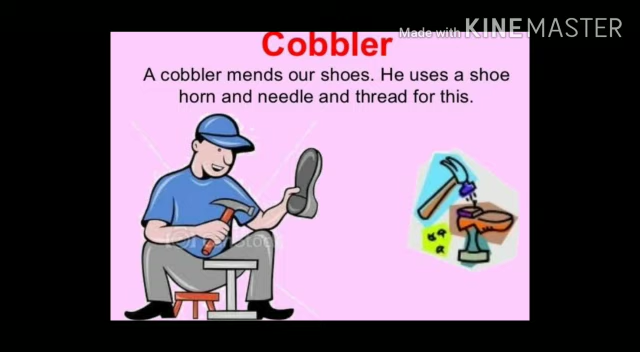 Made with KINEMASTER
Cobbler
A cobbler mends our shoes. He uses a shoe
horn and needle and thread for this.